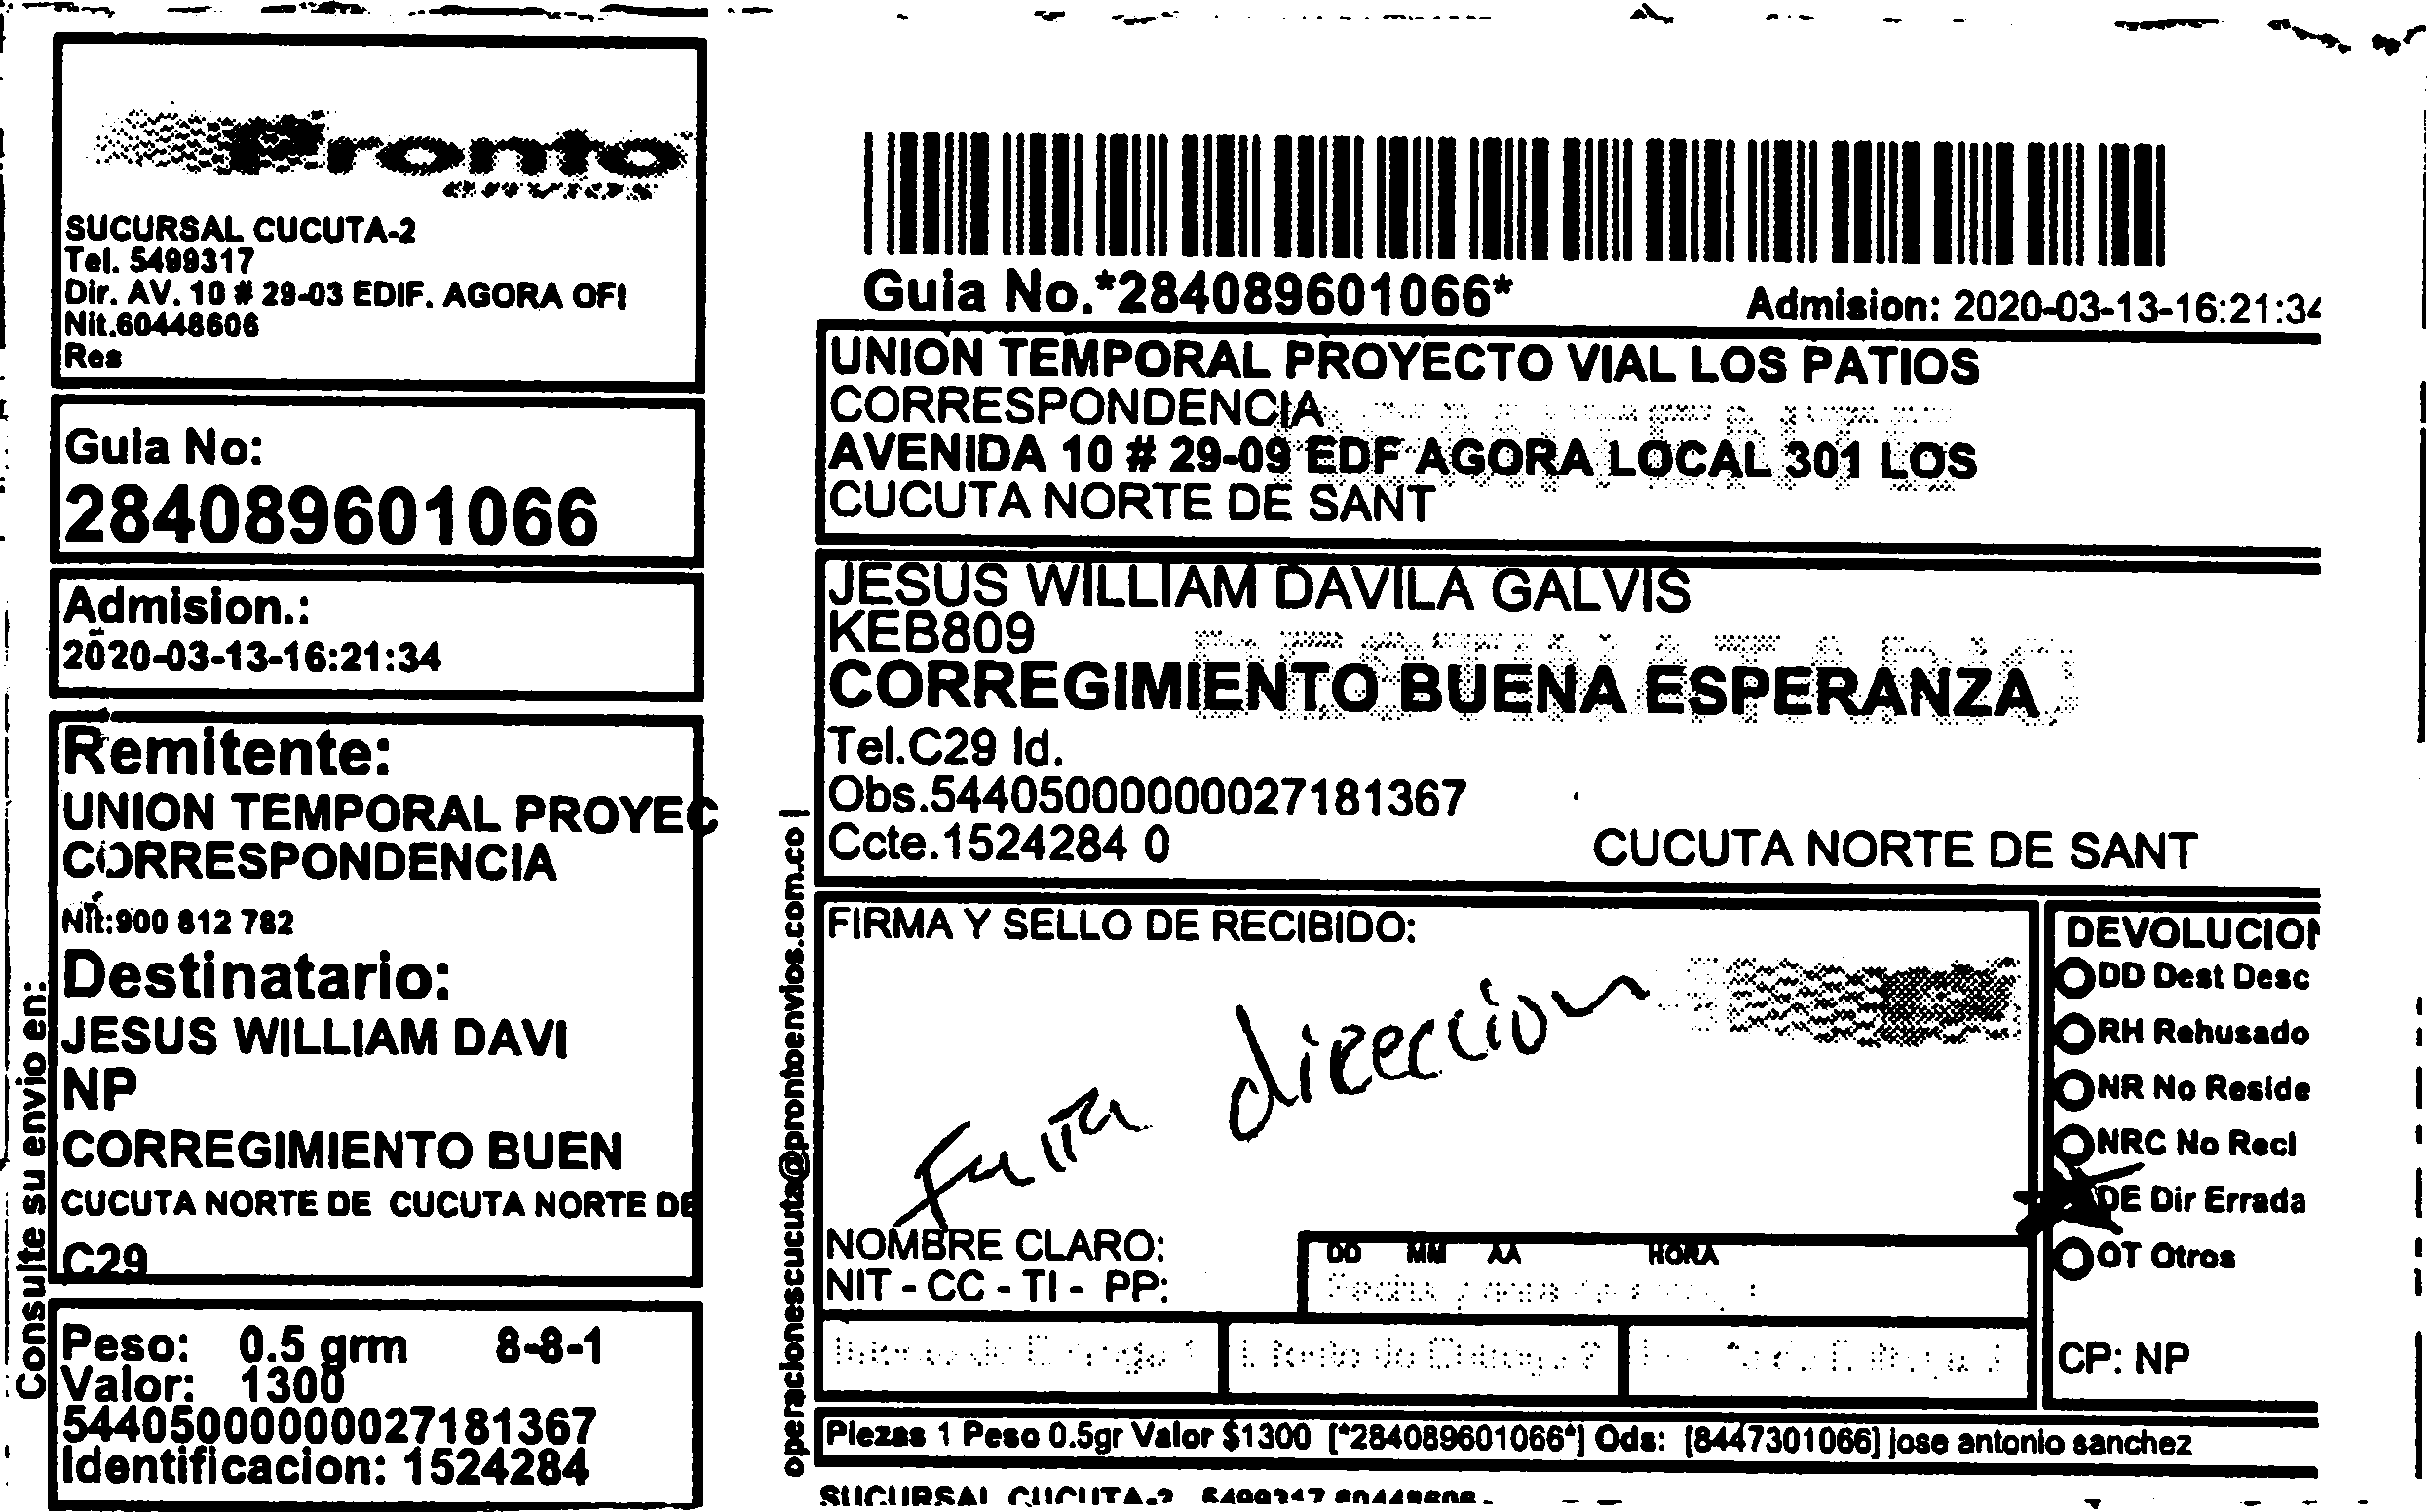 Pronto
SUCURSAL CUCUTA-2
Tel. 5499317
Dir. AV. 10 # 29-03 EDIF. AGORA OFI
Nit.60448606
Res
Guia No:
284089601066
Admision.:
2020-03-13-16:21:34
Remitente:
UNION TEMPORAL PROYEC
CORRESPONDENCIA
Nit:900 812 782
Destinatario:
JESUS WILLIAM DAVI
NP
CORREGIMIENTO BUEN
CUCUTA NORTE DE CUCUTA NORTE DE
C29
Peso: 0.5 grm 8-8-1
Valor: 1300
544050000000027181367
Identificacion: 1524284
Consulte su envio en:
operacionescucuta@prontoenvios.com.co |
Guia No.*284089601066*
Admision: 2020-03-13-16:21:34
UNION TEMPORAL PROYECTO VIAL LOS PATIOS
CORRESPONDENCIA
AVENIDA 10 # 29-09 EDF AGORA LOCAL 301 LOS
CUCUTA NORTE DE SANT
JESUS WILLIAM DAVILA GALVIS
KEB809
DESTINATARIO
CORREGIMIENTO BUENA ESPERANZA
Tel.C29 Id.
Obs.544050000000027181367
Ccte.1524284 0
CUCUTA NORTE DE SANT
FIRMA Y SELLO DE RECIBIDO:
Falta direccion
NOMBRE CLARO:
NIT - CC - TI - PP:
DD MM AA HORA
DEVOLUCION
DD Dest Desc
RH Rehusado
NR No Reside
NRC No Reci
DE Dir Errada
OT Otros
CP: NP
Piezas 1 Peso 0.5gr Valor $1300 [*284089601066*] Ods: [8447301066] jose antonio sanchez
SUCURSAL CUCUTA-2